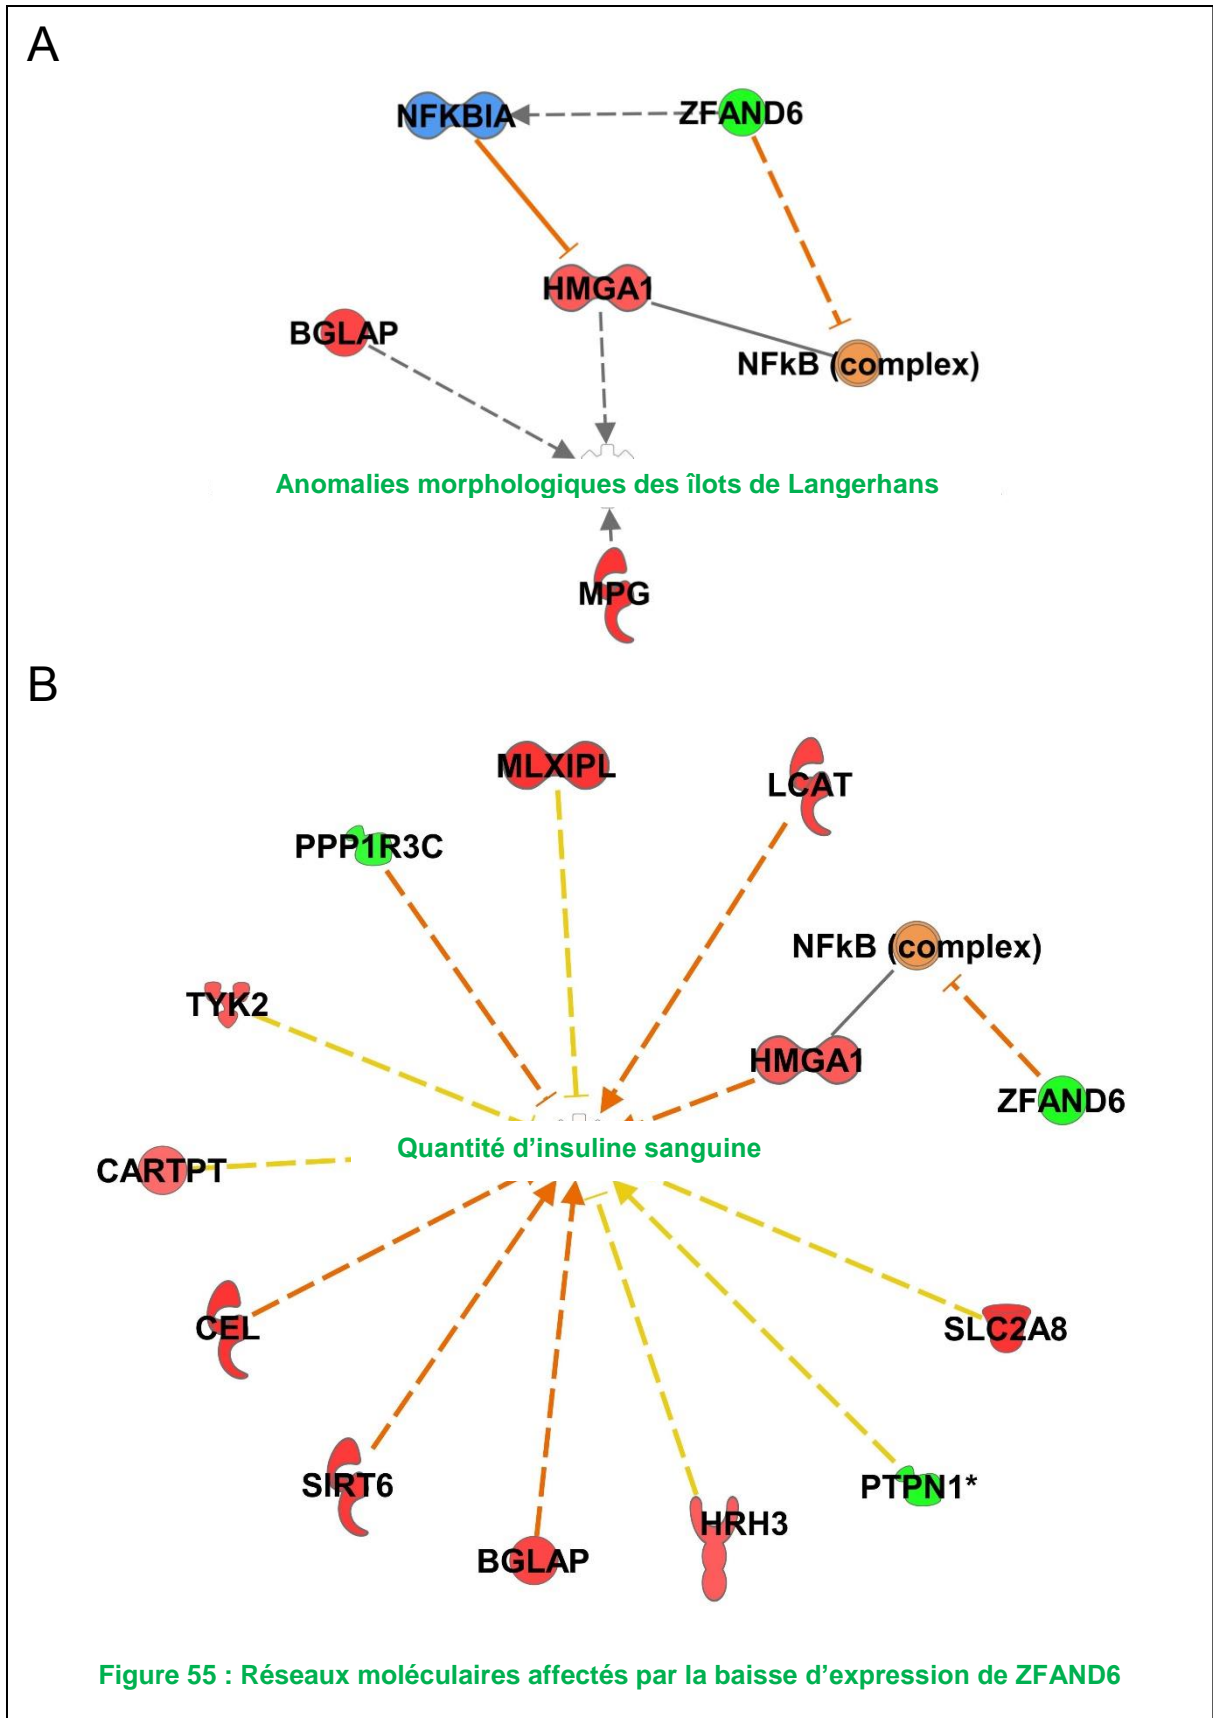 A
NFKBIA
ZFAND6
HMGA1
BGLAP
NFkB (complex)
Anomalies morphologiques des îlots de Langerhans
MPG
B
MLXIPL
LCAT
PPP1R3C
NFkB (complex)
TYK2
HMGA1
ZFAND6
Quantité d'insuline sanguine
CARTPT
CEL
SLC2A8
SIRT6
PTPN1*
HRH3
BGLAP
Figure 55 : Réseaux moléculaires affectés par la baisse d'expression de ZFAND6